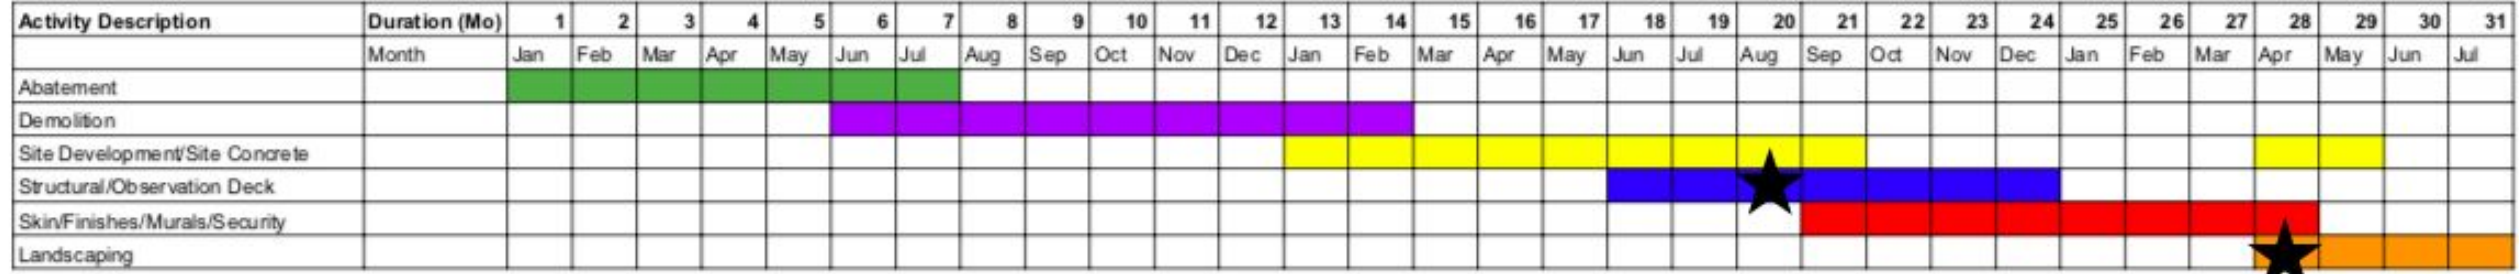 Activity Description Duration (Mo) 1 2 3 4 5 6 7 8 9 10 11 12 13 14 15 16 17 18 19 20 21 22 23 24 25 26 27 28 29 30 31
Month Jan Feb Mar Apr May Jun Jul Aug Sep Oct Nov Dec Jan Feb Mar Apr May Jun Jul Aug Sep Oct Nov Dec Jan Feb Mar Apr May Jun Jul
Abatement
Demolition
Site Development/Site Concrete
Structural/Observation Deck
Skin/Finishes/Murals/Security
Landscaping